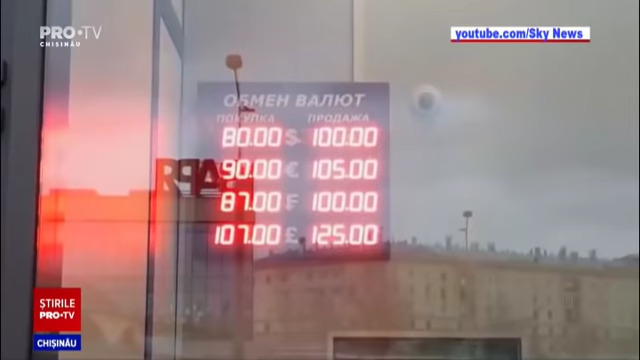 PRO•TV
CHIȘINĂU
youtube.com/Sky News
ОБМЕН ВАЛЮТ
ПОКУПКА ПРОДАЖА
80.00 $ 100.00
90.00 € 105.00
87.00 ₣ 100.00
107.00 £ 125.00
ȘTIRILE
PRO•TV
CHIȘINĂU